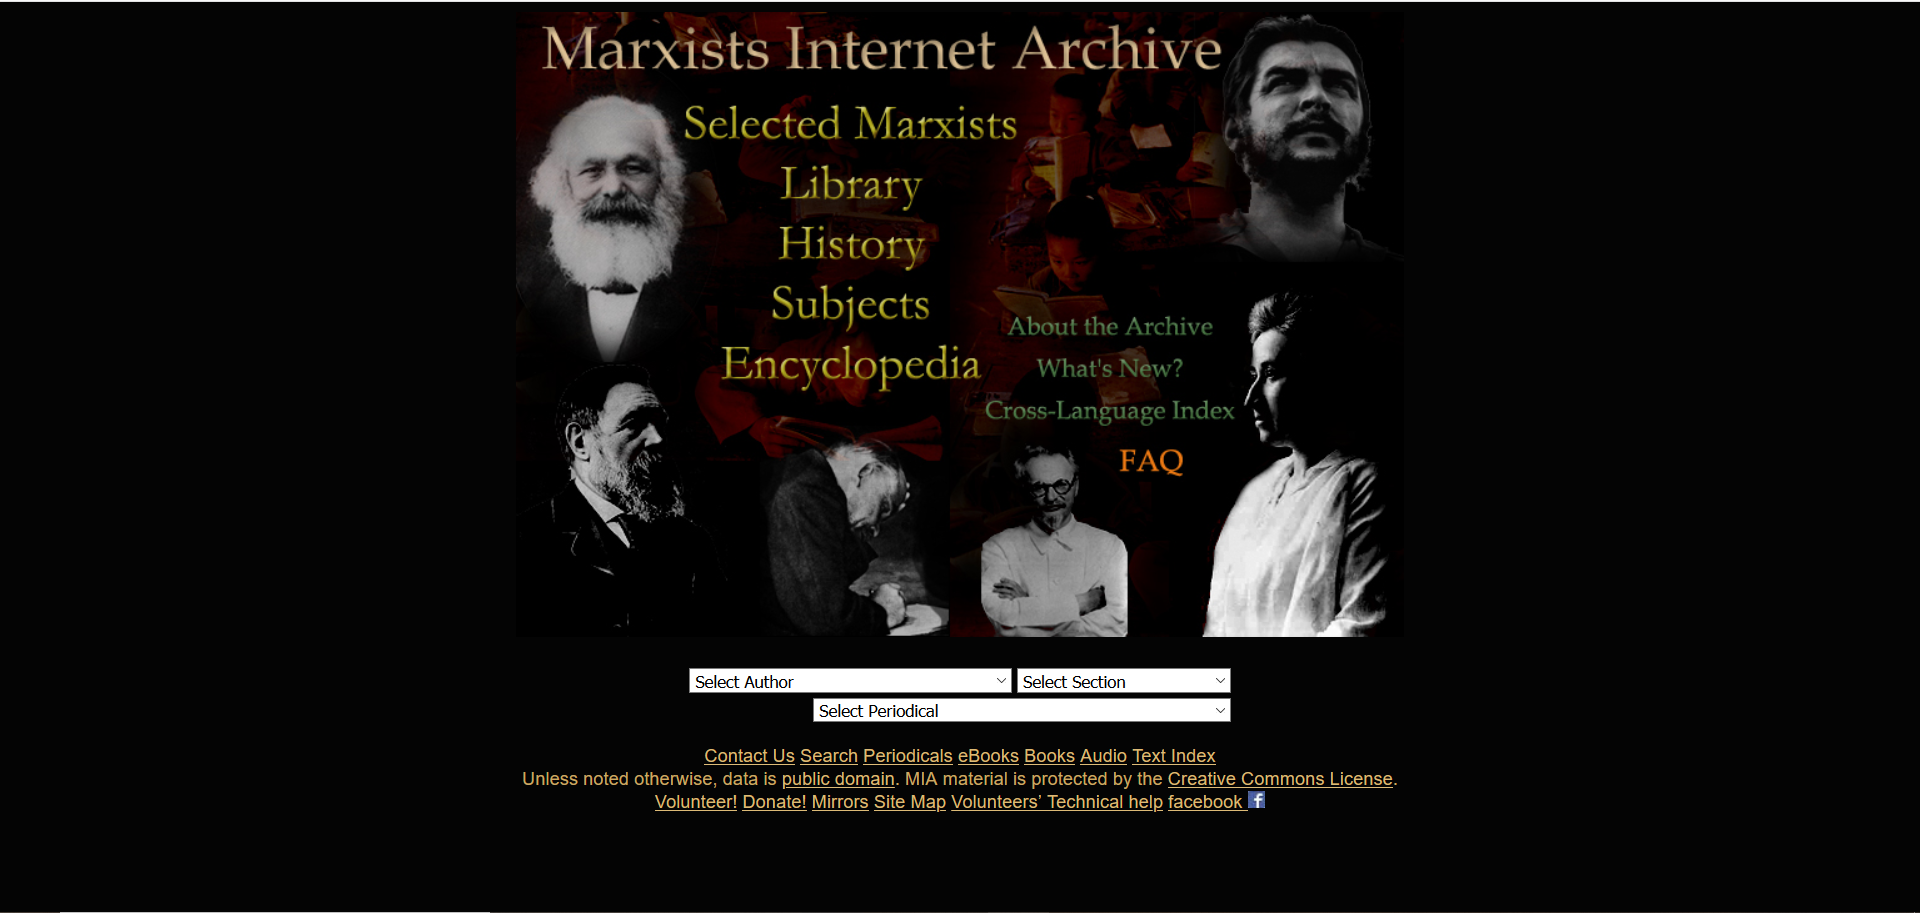 Marxists Internet Archive
Selected Marxists
Library
History
Subjects
Encyclopedia
About the Archive
What's New?
Cross-Language Index
FAQ
Select Author Select Section
Select Periodical
Contact Us Search Periodicals eBooks Books Audio Text Index
Unless noted otherwise, data is public domain. MIA material is protected by the Creative Commons License.
Volunteer! Donate! Mirrors Site Map Volunteers’ Technical help facebook f